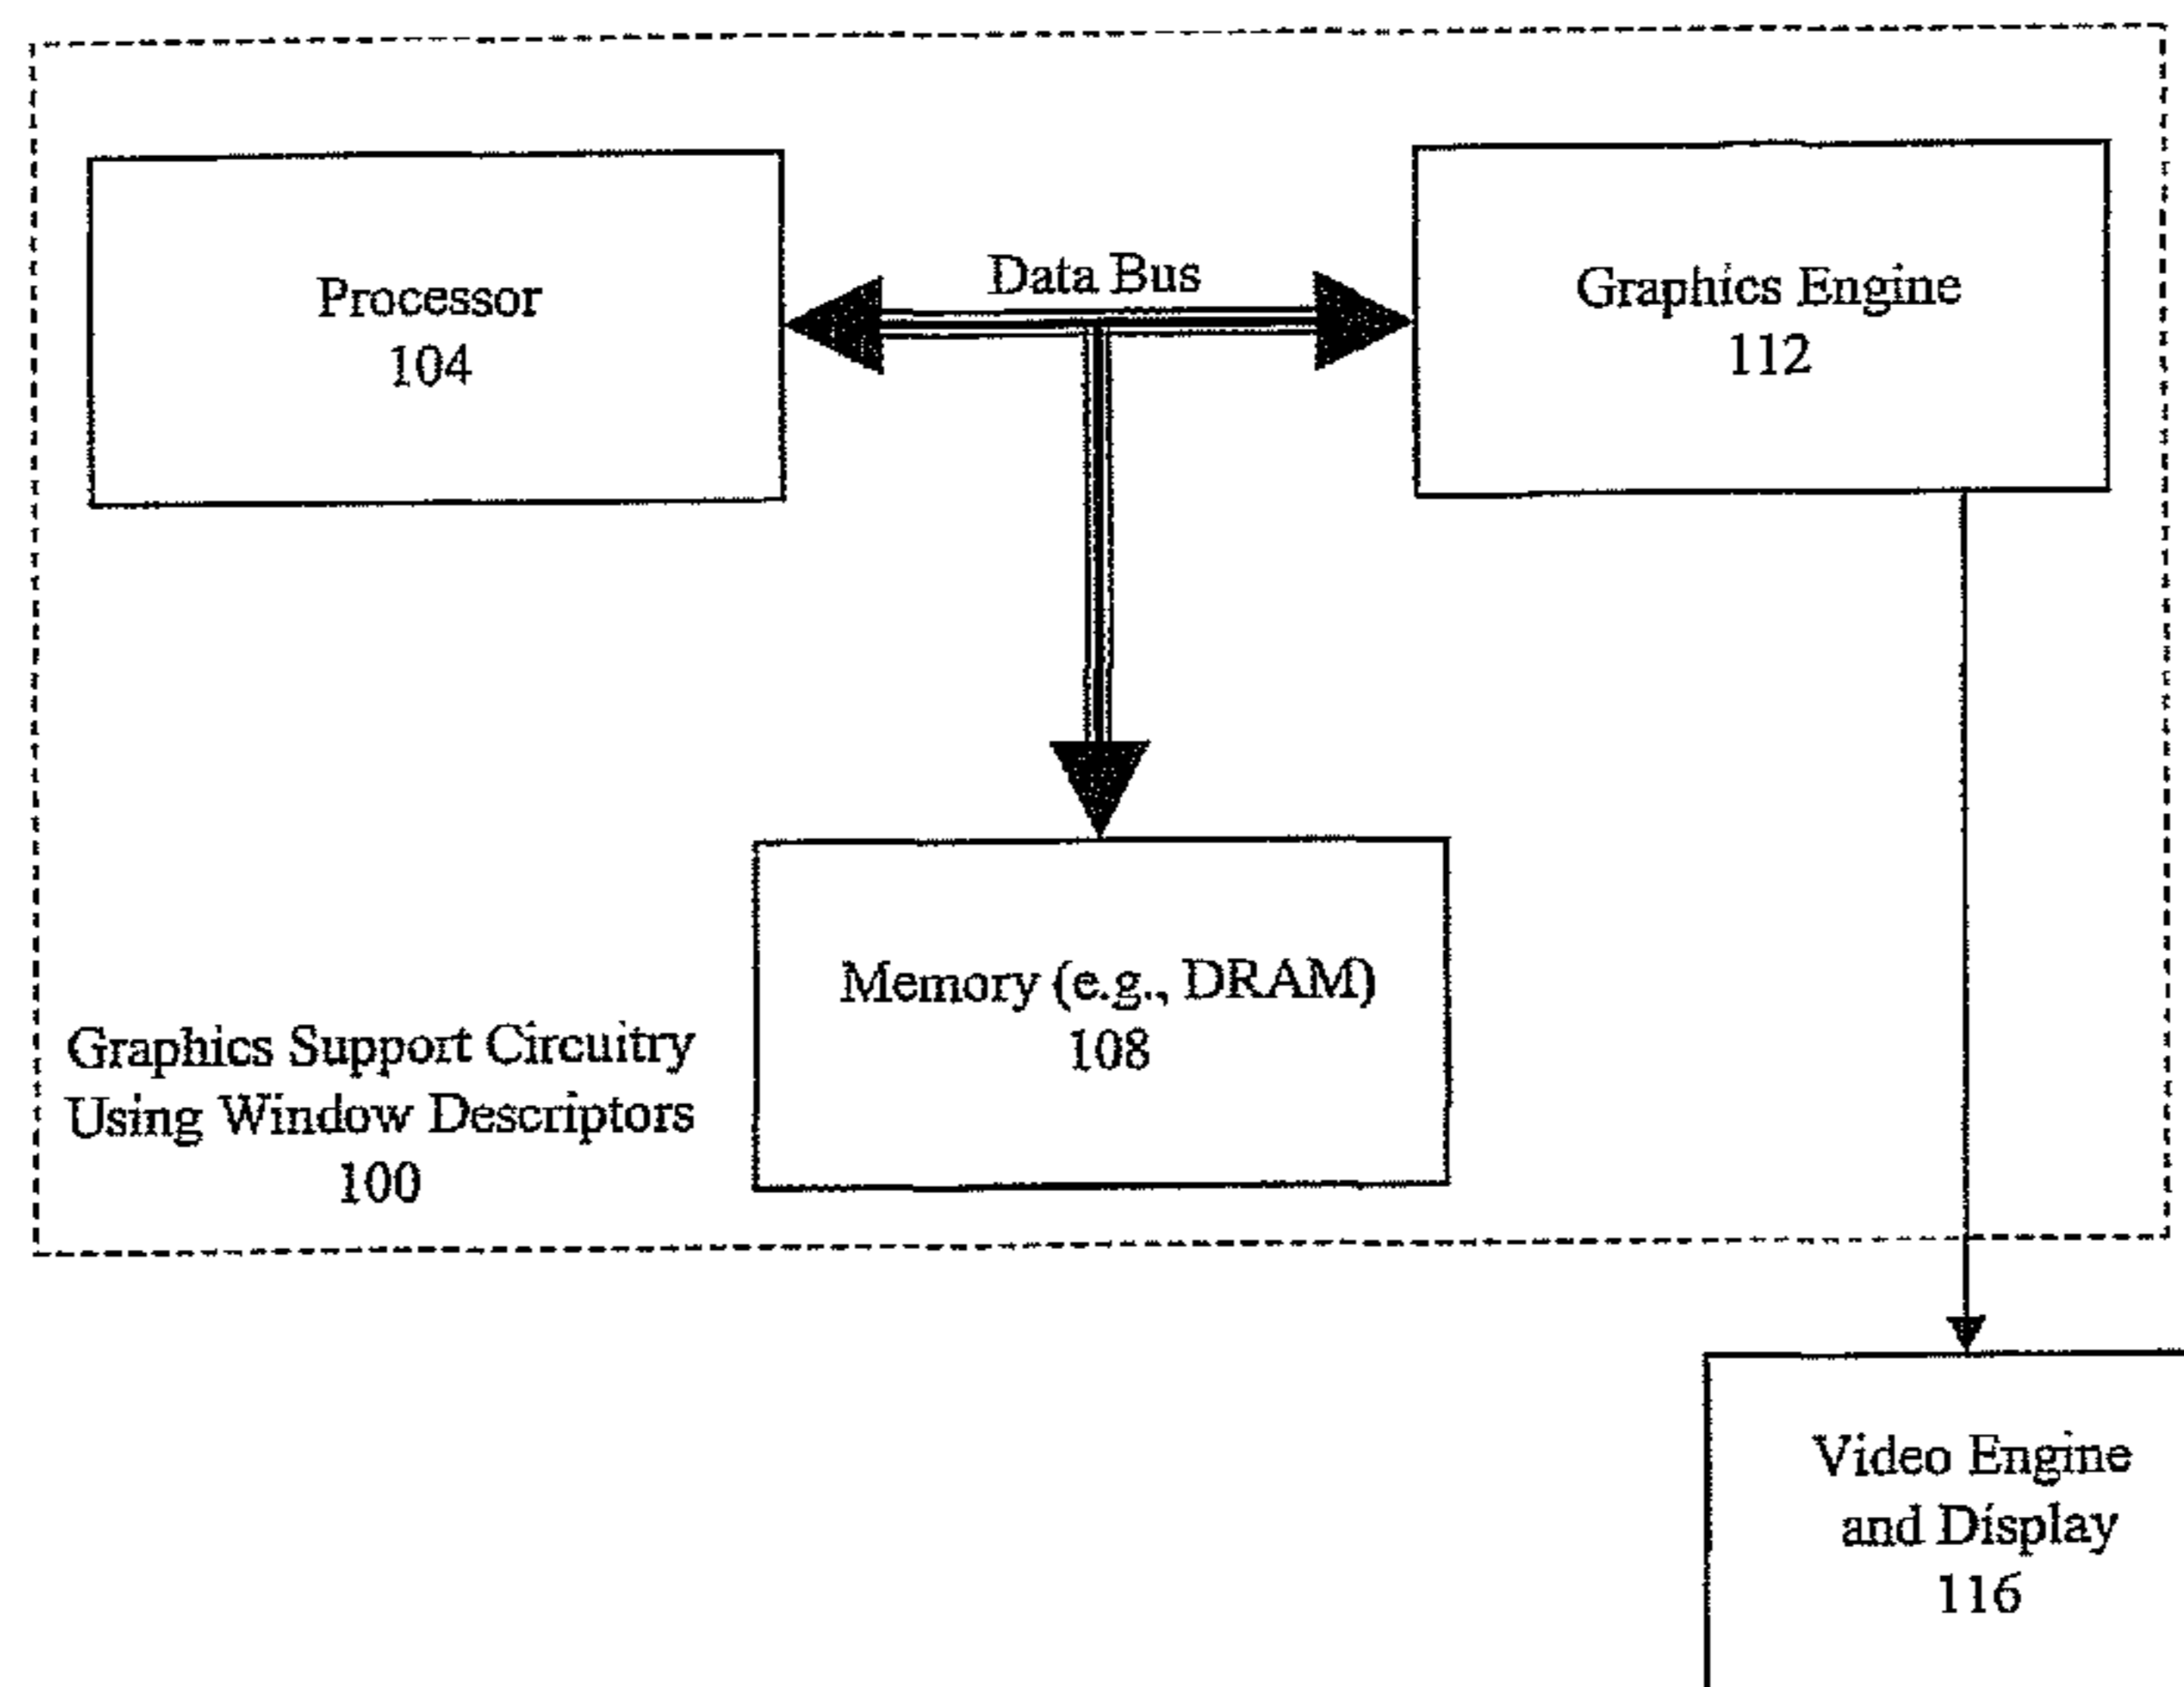 Processor
104
Data Bus
Graphics Engine
112
Memory (e.g., DRAM)
108
Graphics Support Circuitry
Using Window Descriptors
100
Video Engine
and Display
116